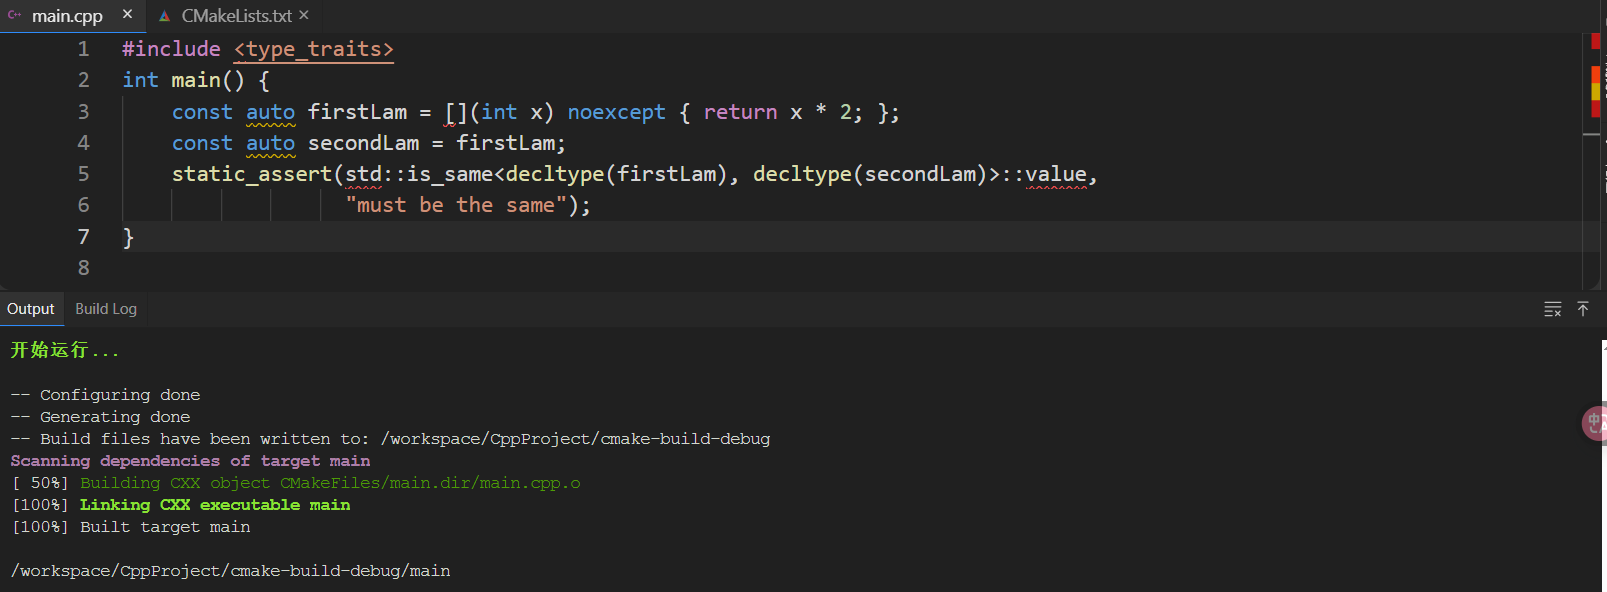 main.cpp × CMakeLists.txt ×
1 #include <type_traits>
2 int main() {
3 const auto firstLam = [](int x) noexcept { return x * 2; };
4 const auto secondLam = firstLam;
5 static_assert(std::is_same<decltype(firstLam), decltype(secondLam)>::value,
6 "must be the same");
7 }
8
Output Build Log
开始运行...
-- Configuring done
-- Generating done
-- Build files have been written to: /workspace/CppProject/cmake-build-debug
Scanning dependencies of target main
[ 50%] Building CXX object CMakeFiles/main.dir/main.cpp.o
[100%] Linking CXX executable main
[100%] Built target main
/workspace/CppProject/cmake-build-debug/main